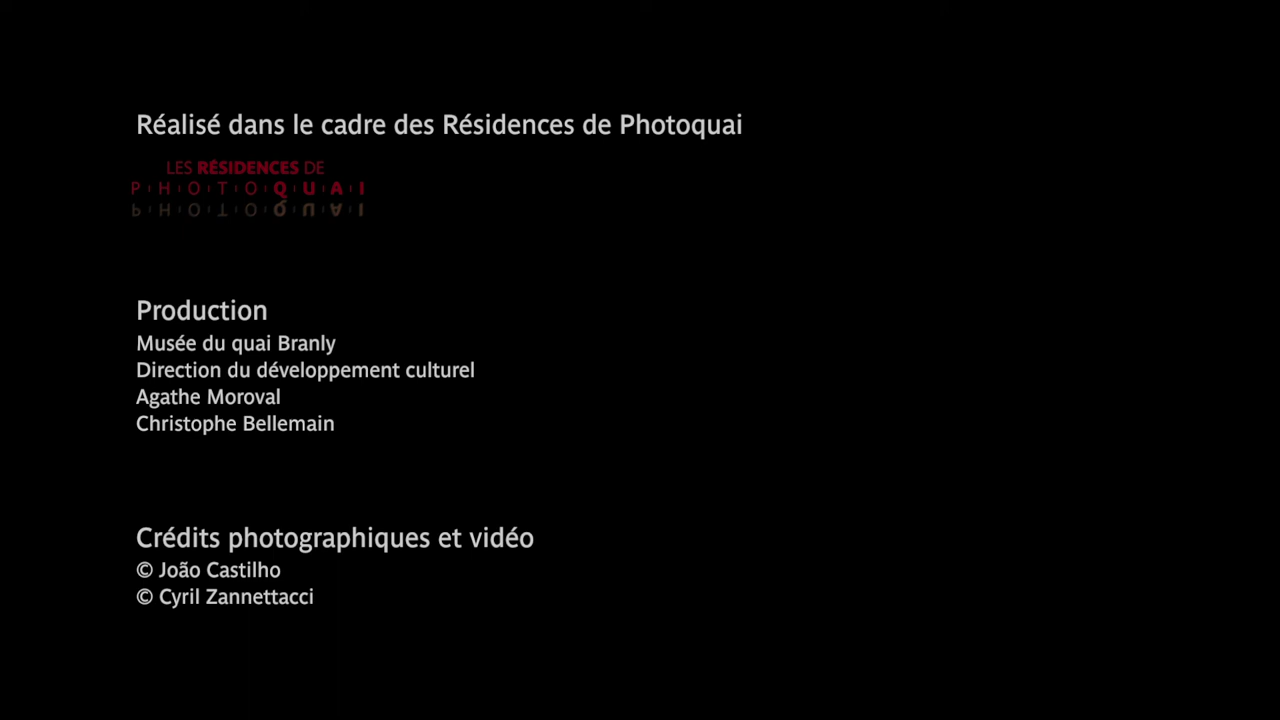 Réalisé dans le cadre des Résidences de Photoquai
LES RÉSIDENCES DE
PHOTOQUAI
Production
Musée du quai Branly
Direction du développement culturel
Agathe Moroval
Christophe Bellemain
Crédits photographiques et vidéo
© João Castilho
© Cyril Zannettacci